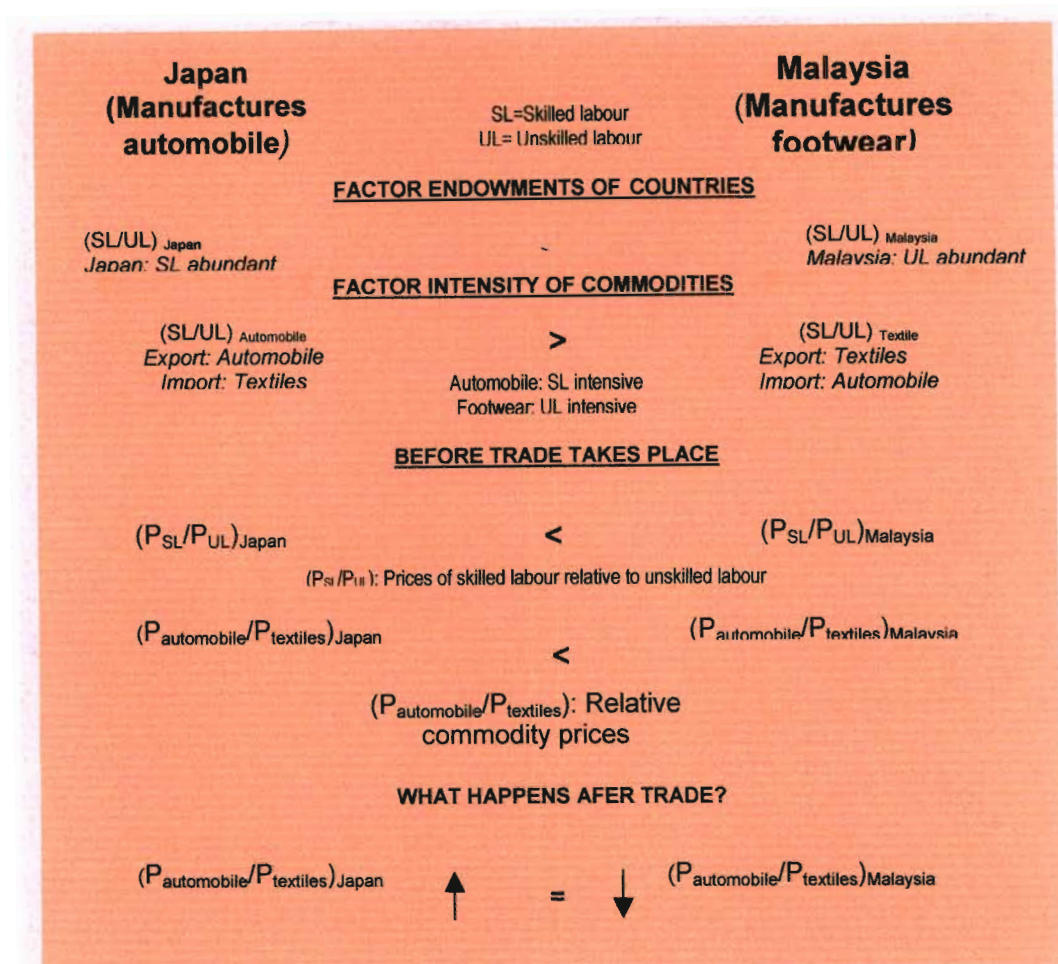 Japan
(Manufactures
automobile)
SL=Skilled labour
UL= Unskilled labour
Malaysia
(Manufactures
footwear)
FACTOR ENDOWMENTS OF COUNTRIES
(SL/UL) Japan
Japan: SL abundant
(SL/UL) Malaysia
Malaysia: UL abundant
FACTOR INTENSITY OF COMMODITIES
(SL/UL) Automobile
Export: Automobile
Import: Textiles
>
Automobile: SL intensive
Footwear: UL intensive
(SL/UL) Textile
Export: Textiles
Import: Automobile
BEFORE TRADE TAKES PLACE
(PSL/PUL)Japan < (PSL/PUL)Malaysia
(PSL/PUL): Prices of skilled labour relative to unskilled labour
(Pautomobile/Ptextiles)Japan < (Pautomobile/Ptextiles)Malaysia
(Pautomobile/Ptextiles): Relative
commodity prices
WHAT HAPPENS AFER TRADE?
(Pautomobile/Ptextiles)Japan ↑ = ↓ (Pautomobile/Ptextiles)Malaysia